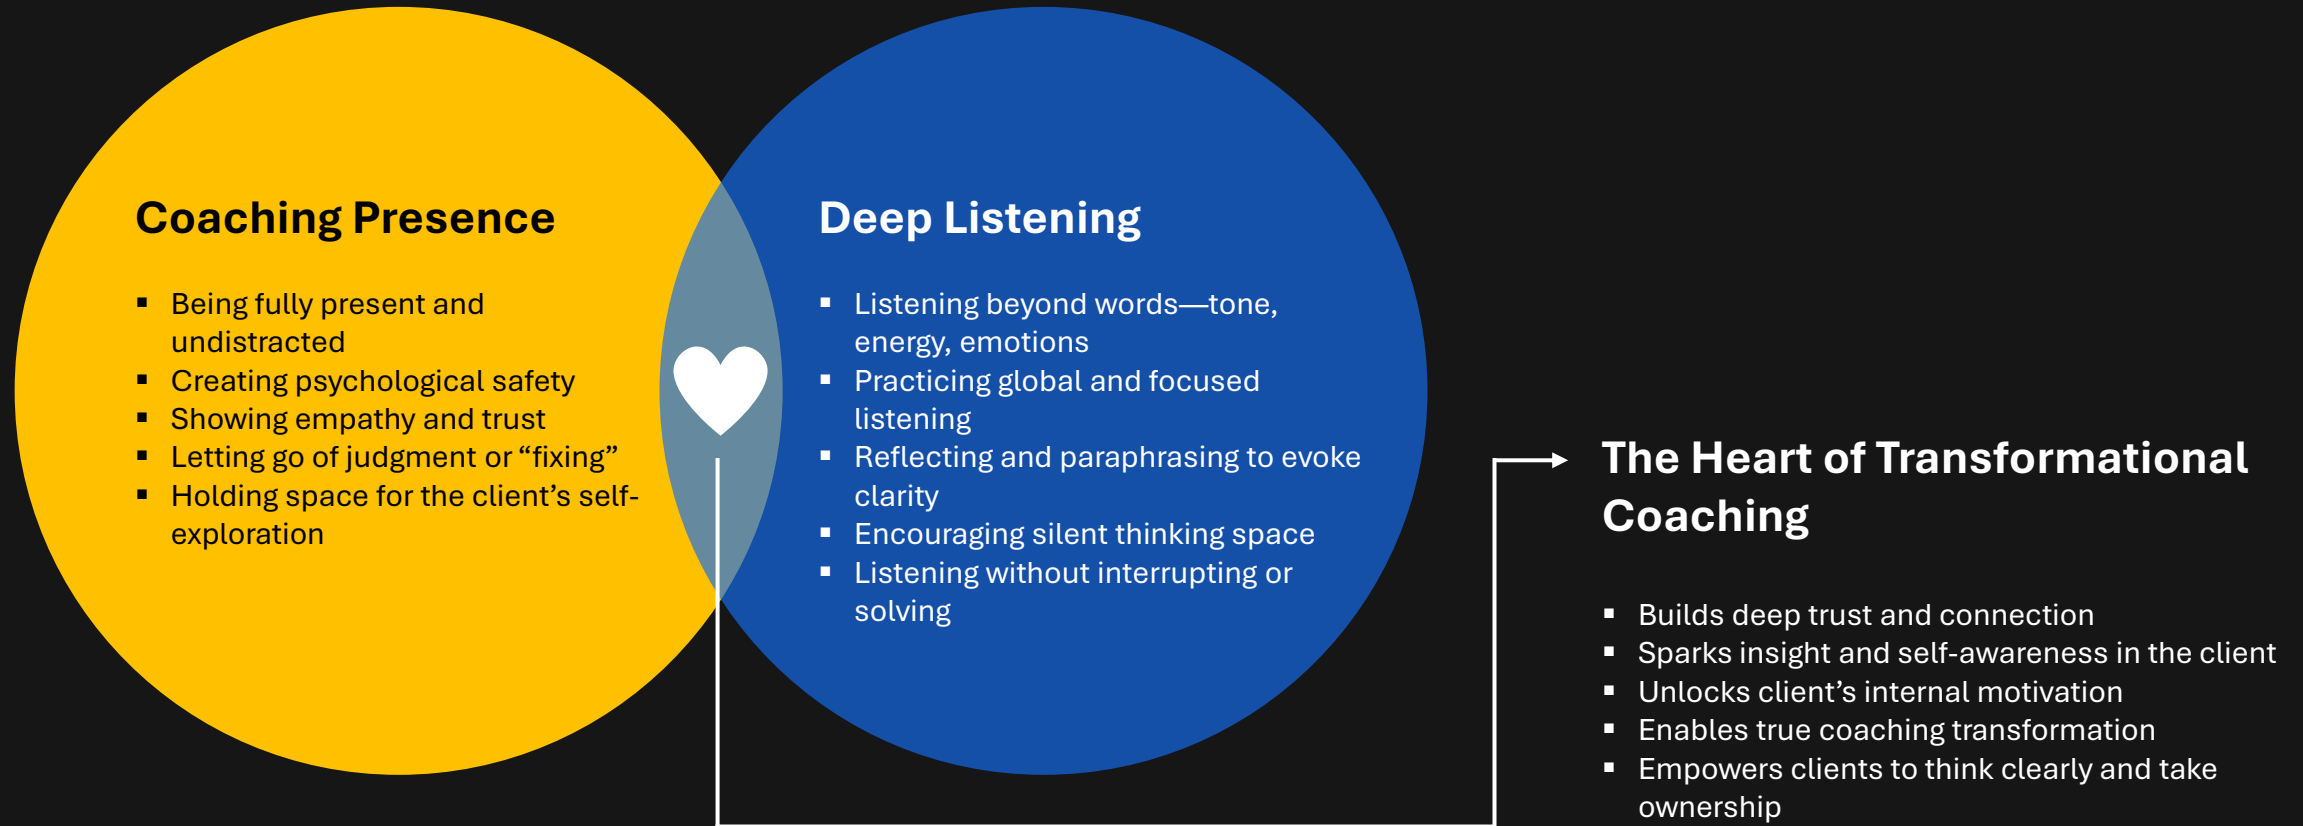 Coaching Presence
▪ Being fully present and
undistracted
▪ Creating psychological safety
▪ Showing empathy and trust
▪ Letting go of judgment or “fixing”
▪ Holding space for the client’s self-
exploration
Deep Listening
▪ Listening beyond words—tone,
energy, emotions
▪ Practicing global and focused
listening
▪ Reflecting and paraphrasing to evoke
clarity
▪ Encouraging silent thinking space
▪ Listening without interrupting or
solving
The Heart of Transformational
Coaching
▪ Builds deep trust and connection
▪ Sparks insight and self-awareness in the client
▪ Unlocks client’s internal motivation
▪ Enables true coaching transformation
▪ Empowers clients to think clearly and take
ownership